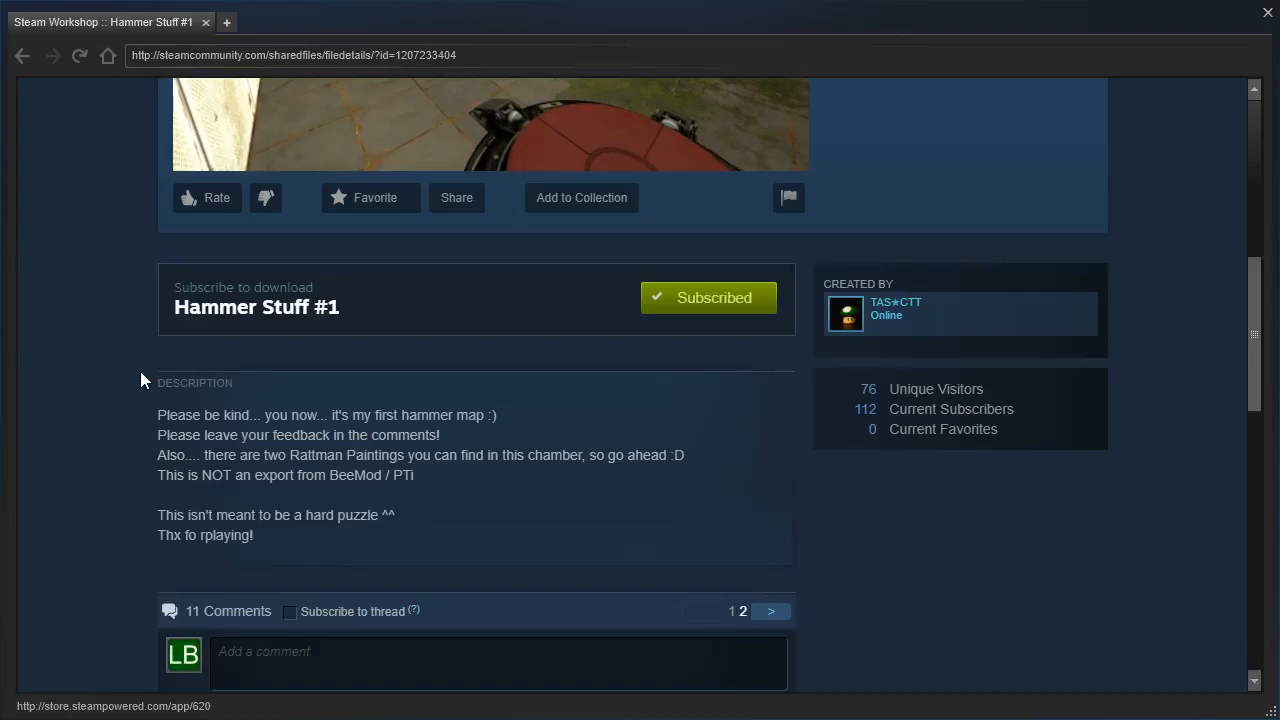 Steam Workshop :: Hammer Stuff #1
http://steamcommunity.com/sharedfiles/filedetails/?id=1207233404
Rate
Favorite
Share
Add to Collection
Subscribe to download
Hammer Stuff #1
Subscribed
CREATED BY
TAS★CTT
Online
76 Unique Visitors
112 Current Subscribers
0 Current Favorites
DESCRIPTION
Please be kind... you now... it's my first hammer map :)
Please leave your feedback in the comments!
Also.... there are two Rattman Paintings you can find in this chamber, so go ahead :D
This is NOT an export from BeeMod / PTi
This isn't meant to be a hard puzzle ^^
Thx fo rplaying!
11 Comments Subscribe to thread (?) 1 2 >
LB
Add a comment
http://store.steampowered.com/app/620